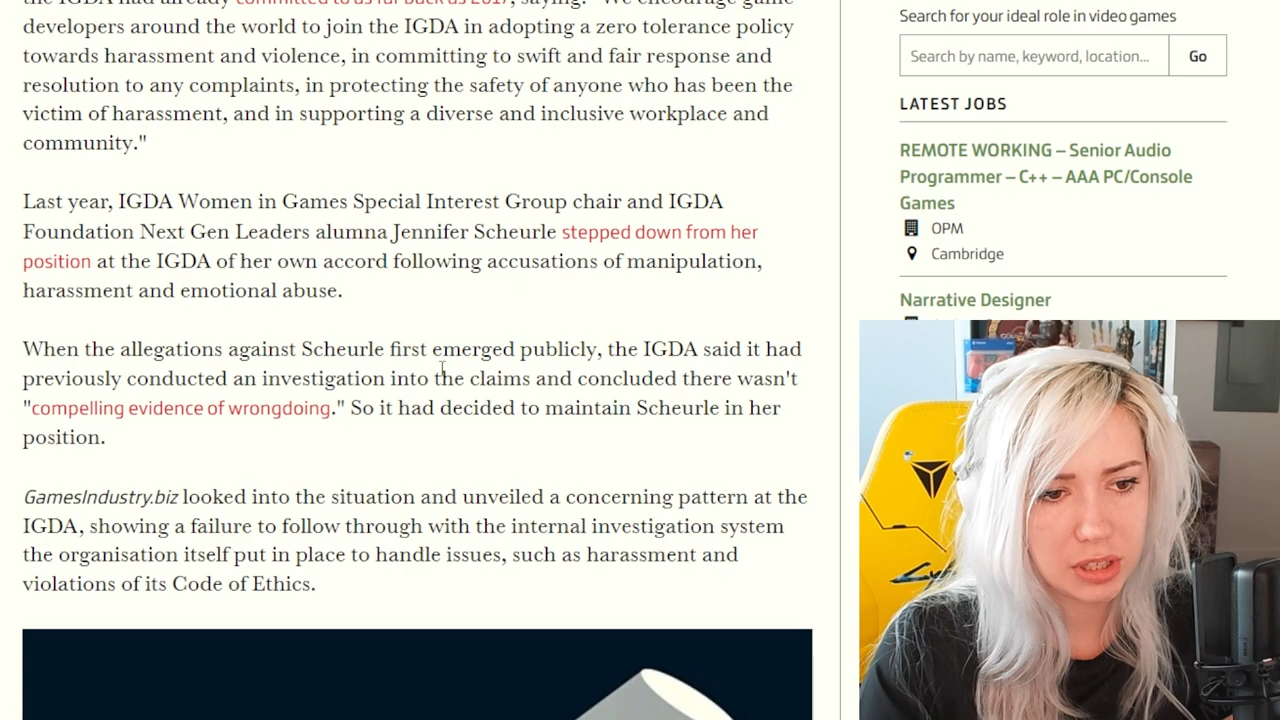 the IGDA had already committed to as far back as 2017, saying: "We encourage game
developers around the world to join the IGDA in adopting a zero tolerance policy
towards harassment and violence, in committing to swift and fair response and
resolution to any complaints, in protecting the safety of anyone who has been the
victim of harassment, and in supporting a diverse and inclusive workplace and
community."
Last year, IGDA Women in Games Special Interest Group chair and IGDA
Foundation Next Gen Leaders alumna Jennifer Scheurle stepped down from her
position at the IGDA of her own accord following accusations of manipulation,
harassment and emotional abuse.
When the allegations against Scheurle first emerged publicly, the IGDA said it had
previously conducted an investigation into the claims and concluded there wasn't
"compelling evidence of wrongdoing." So it had decided to maintain Scheurle in her
position.
GamesIndustry.biz looked into the situation and unveiled a concerning pattern at the
IGDA, showing a failure to follow through with the internal investigation system
the organisation itself put in place to handle issues, such as harassment and
violations of its Code of Ethics.
Search for your ideal role in video games
Search by name, keyword, location...
Go
LATEST JOBS
REMOTE WORKING – Senior Audio
Programmer – C++ – AAA PC/Console
Games
OPM
Cambridge
Narrative Designer